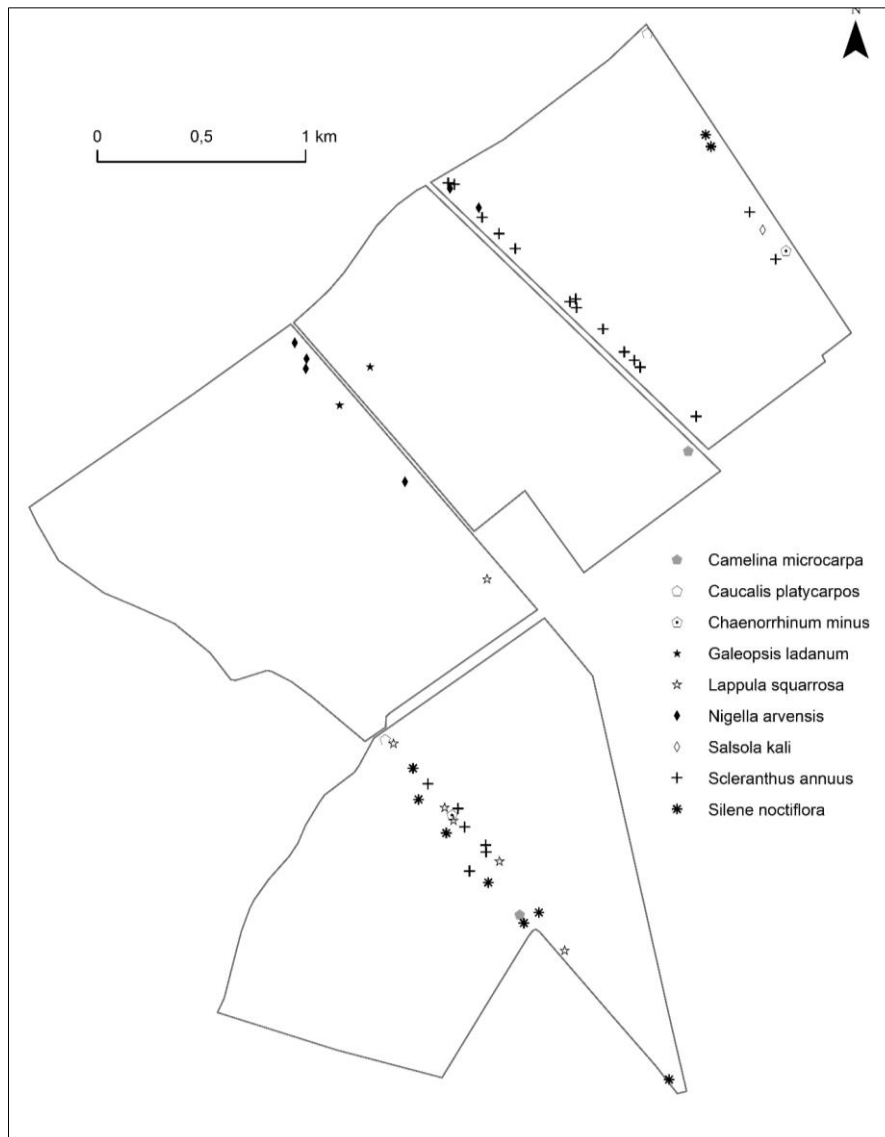 N
0 0,5 1 km
Camelina microcarpa
Caucalis platycarpos
Chaenorrhinum minus
Galeopsis ladanum
Lappula squarrosa
Nigella arvensis
Salsola kali
Scleranthus annuus
Silene noctiflora